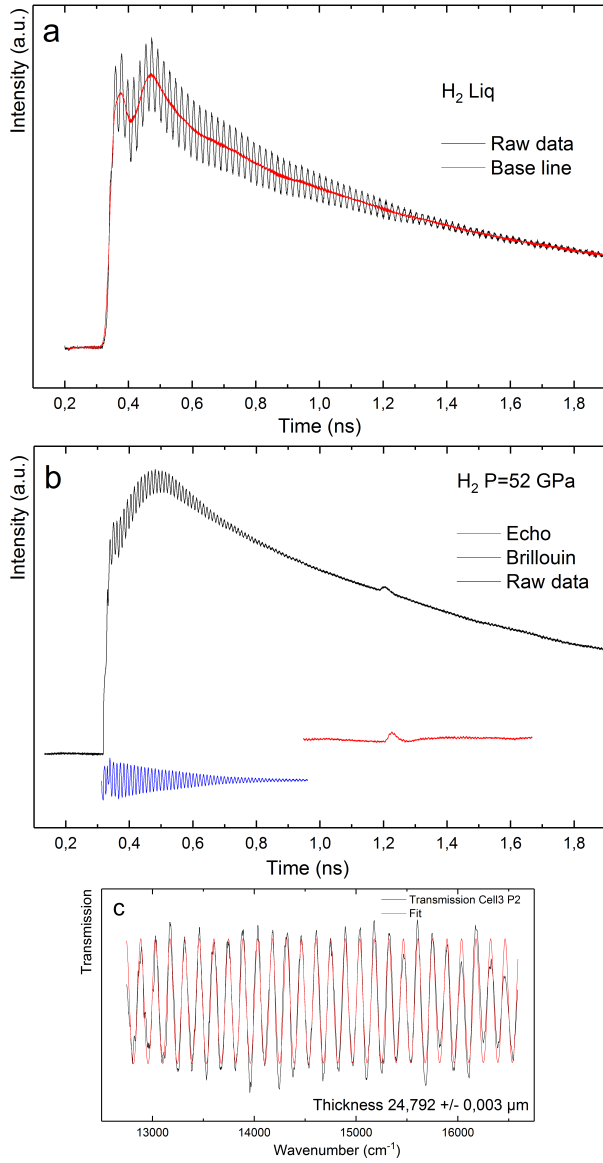 a
Intensity (a.u.)
H₂ Liq
Raw data
Base line
0,2 0,4 0,6 0,8 1,0 1,2 1,4 1,6 1,8
Time (ns)
b
Intensity (a.u.)
H₂ P=52 GPa
Echo
Brillouin
Raw data
0,2 0,4 0,6 0,8 1,0 1,2 1,4 1,6 1,8
Time (ns)
c
Transmission
Transmission Cell3 P2
Fit
Thickness 24,792 +/- 0,003 µm
13000 14000 15000 16000
Wavenumber (cm⁻¹)